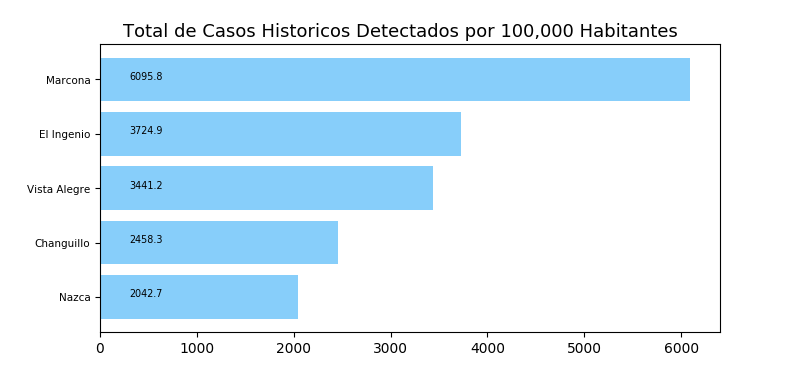 Total de Casos Historicos Detectados por 100,000 Habitantes
Marcona 6095.8
El Ingenio 3724.9
Vista Alegre 3441.2
Changuillo 2458.3
Nazca 2042.7
0 1000 2000 3000 4000 5000 6000